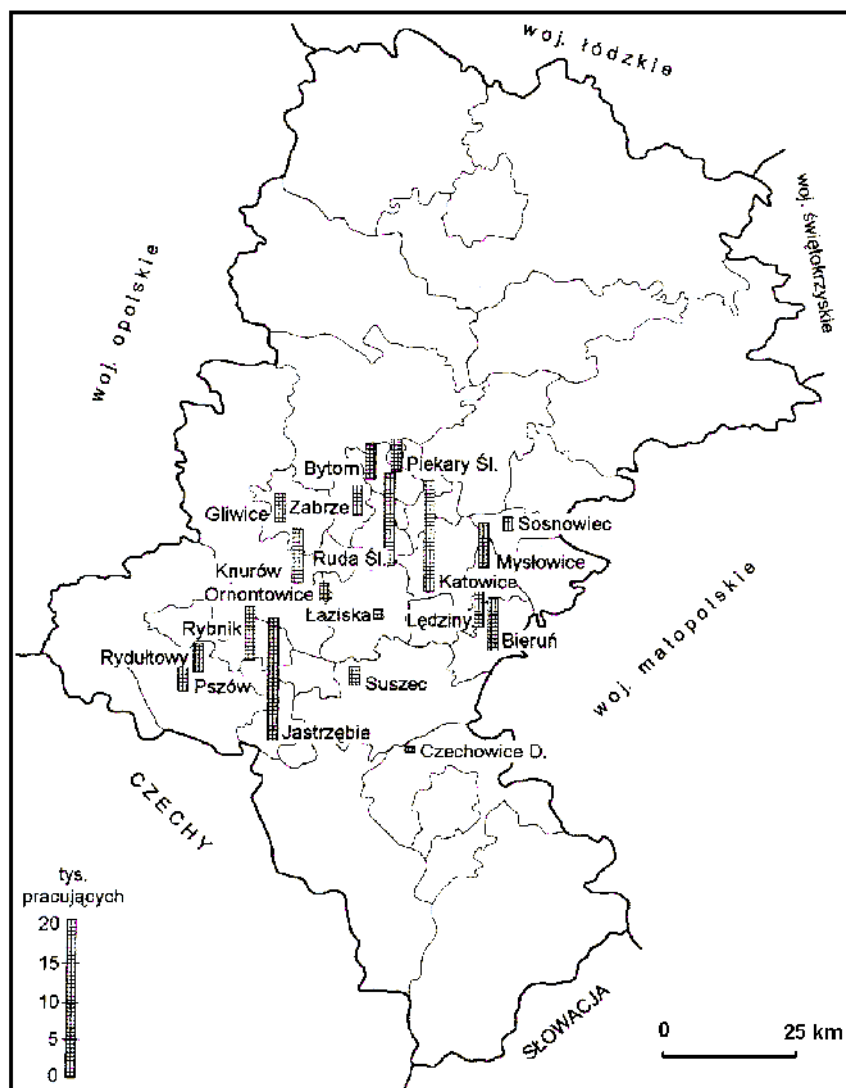 woj. łódzkie
woj. świętokrzyskie
woj. opolskie
Bytom
Piekary Śl.
Gliwice
Zabrze
Sosnowiec
Knurów
Ruda Śl.
Mysłowice
Katowice
Ornontowice
Łaziska
Lędziny
Rybnik
Bieruń
Rydułtowy
Pszów
Suszec
woj. małopolskie
Jastrzębie
Czechowice D.
CZECHY
tys.
pracujących
20
15
10
5
0
SŁOWACJA
0 25 km